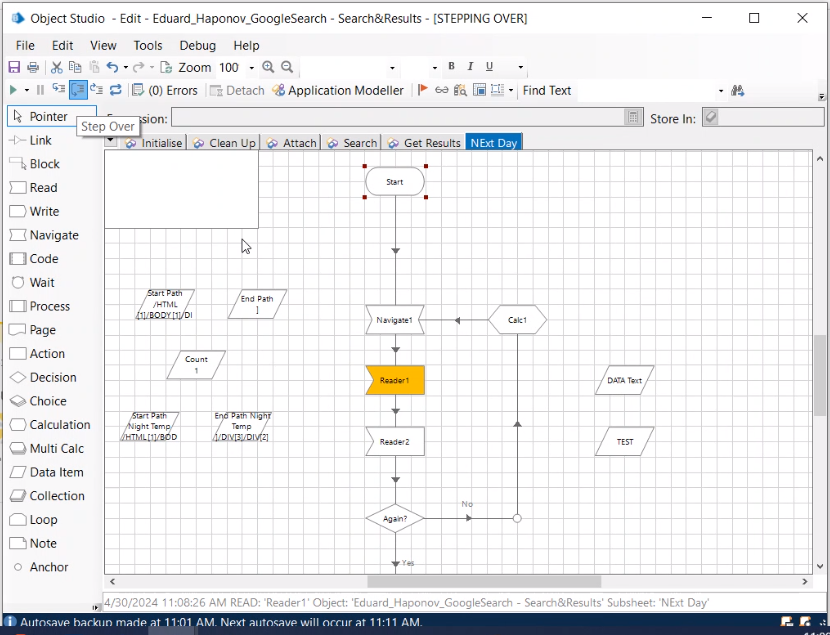 Object Studio - Edit - Eduard_Haponov_GoogleSearch - Search&Results - [STEPPING OVER]
File Edit View Tools Debug Help
Zoom 100' B I U
(0) Errors Detach Application Modeller Find Text
Pointer
Step Over
ssion: Store In:
Initialise Clean Up Attach Search Get Results NExt Day
Link
Block
Read
Write
Navigate
Code
Wait
Process
Page
Action
Decision
Choice
Calculation
Multi Calc
Data Item
Collection
Loop
Note
Anchor
Start
Start Path
/HTML
[1]/BODY[1]/DI
End Path
]
Navigate1
Calc1
Count
1
Reader1
DATA Text
Start Path
Night Temp
/HTML[1]/BOD
End Path Night
Temp
]/DIV[3]/DIV[2]
Reader2
TEST
Again?
No
Yes
4/30/2024 11:08:26 AM READ: 'Reader1' Object: 'Eduard_Haponov_GoogleSearch - Search&Results' Subsheet: 'NExt Day'
Autosave backup made at 11:01 AM. Next autosave will occur at 11:11 AM.